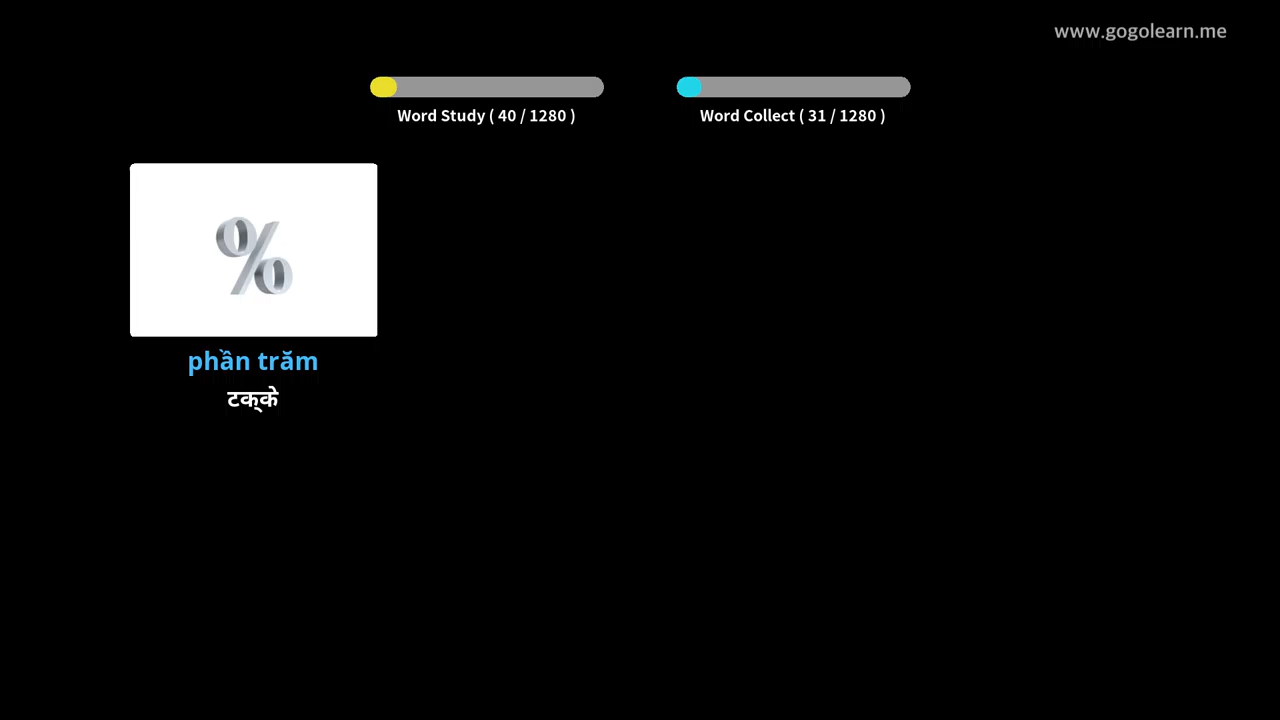 www.gogolearn.me
Word Study ( 40 / 1280 )
Word Collect ( 31 / 1280 )
%
phần trăm
टक्के